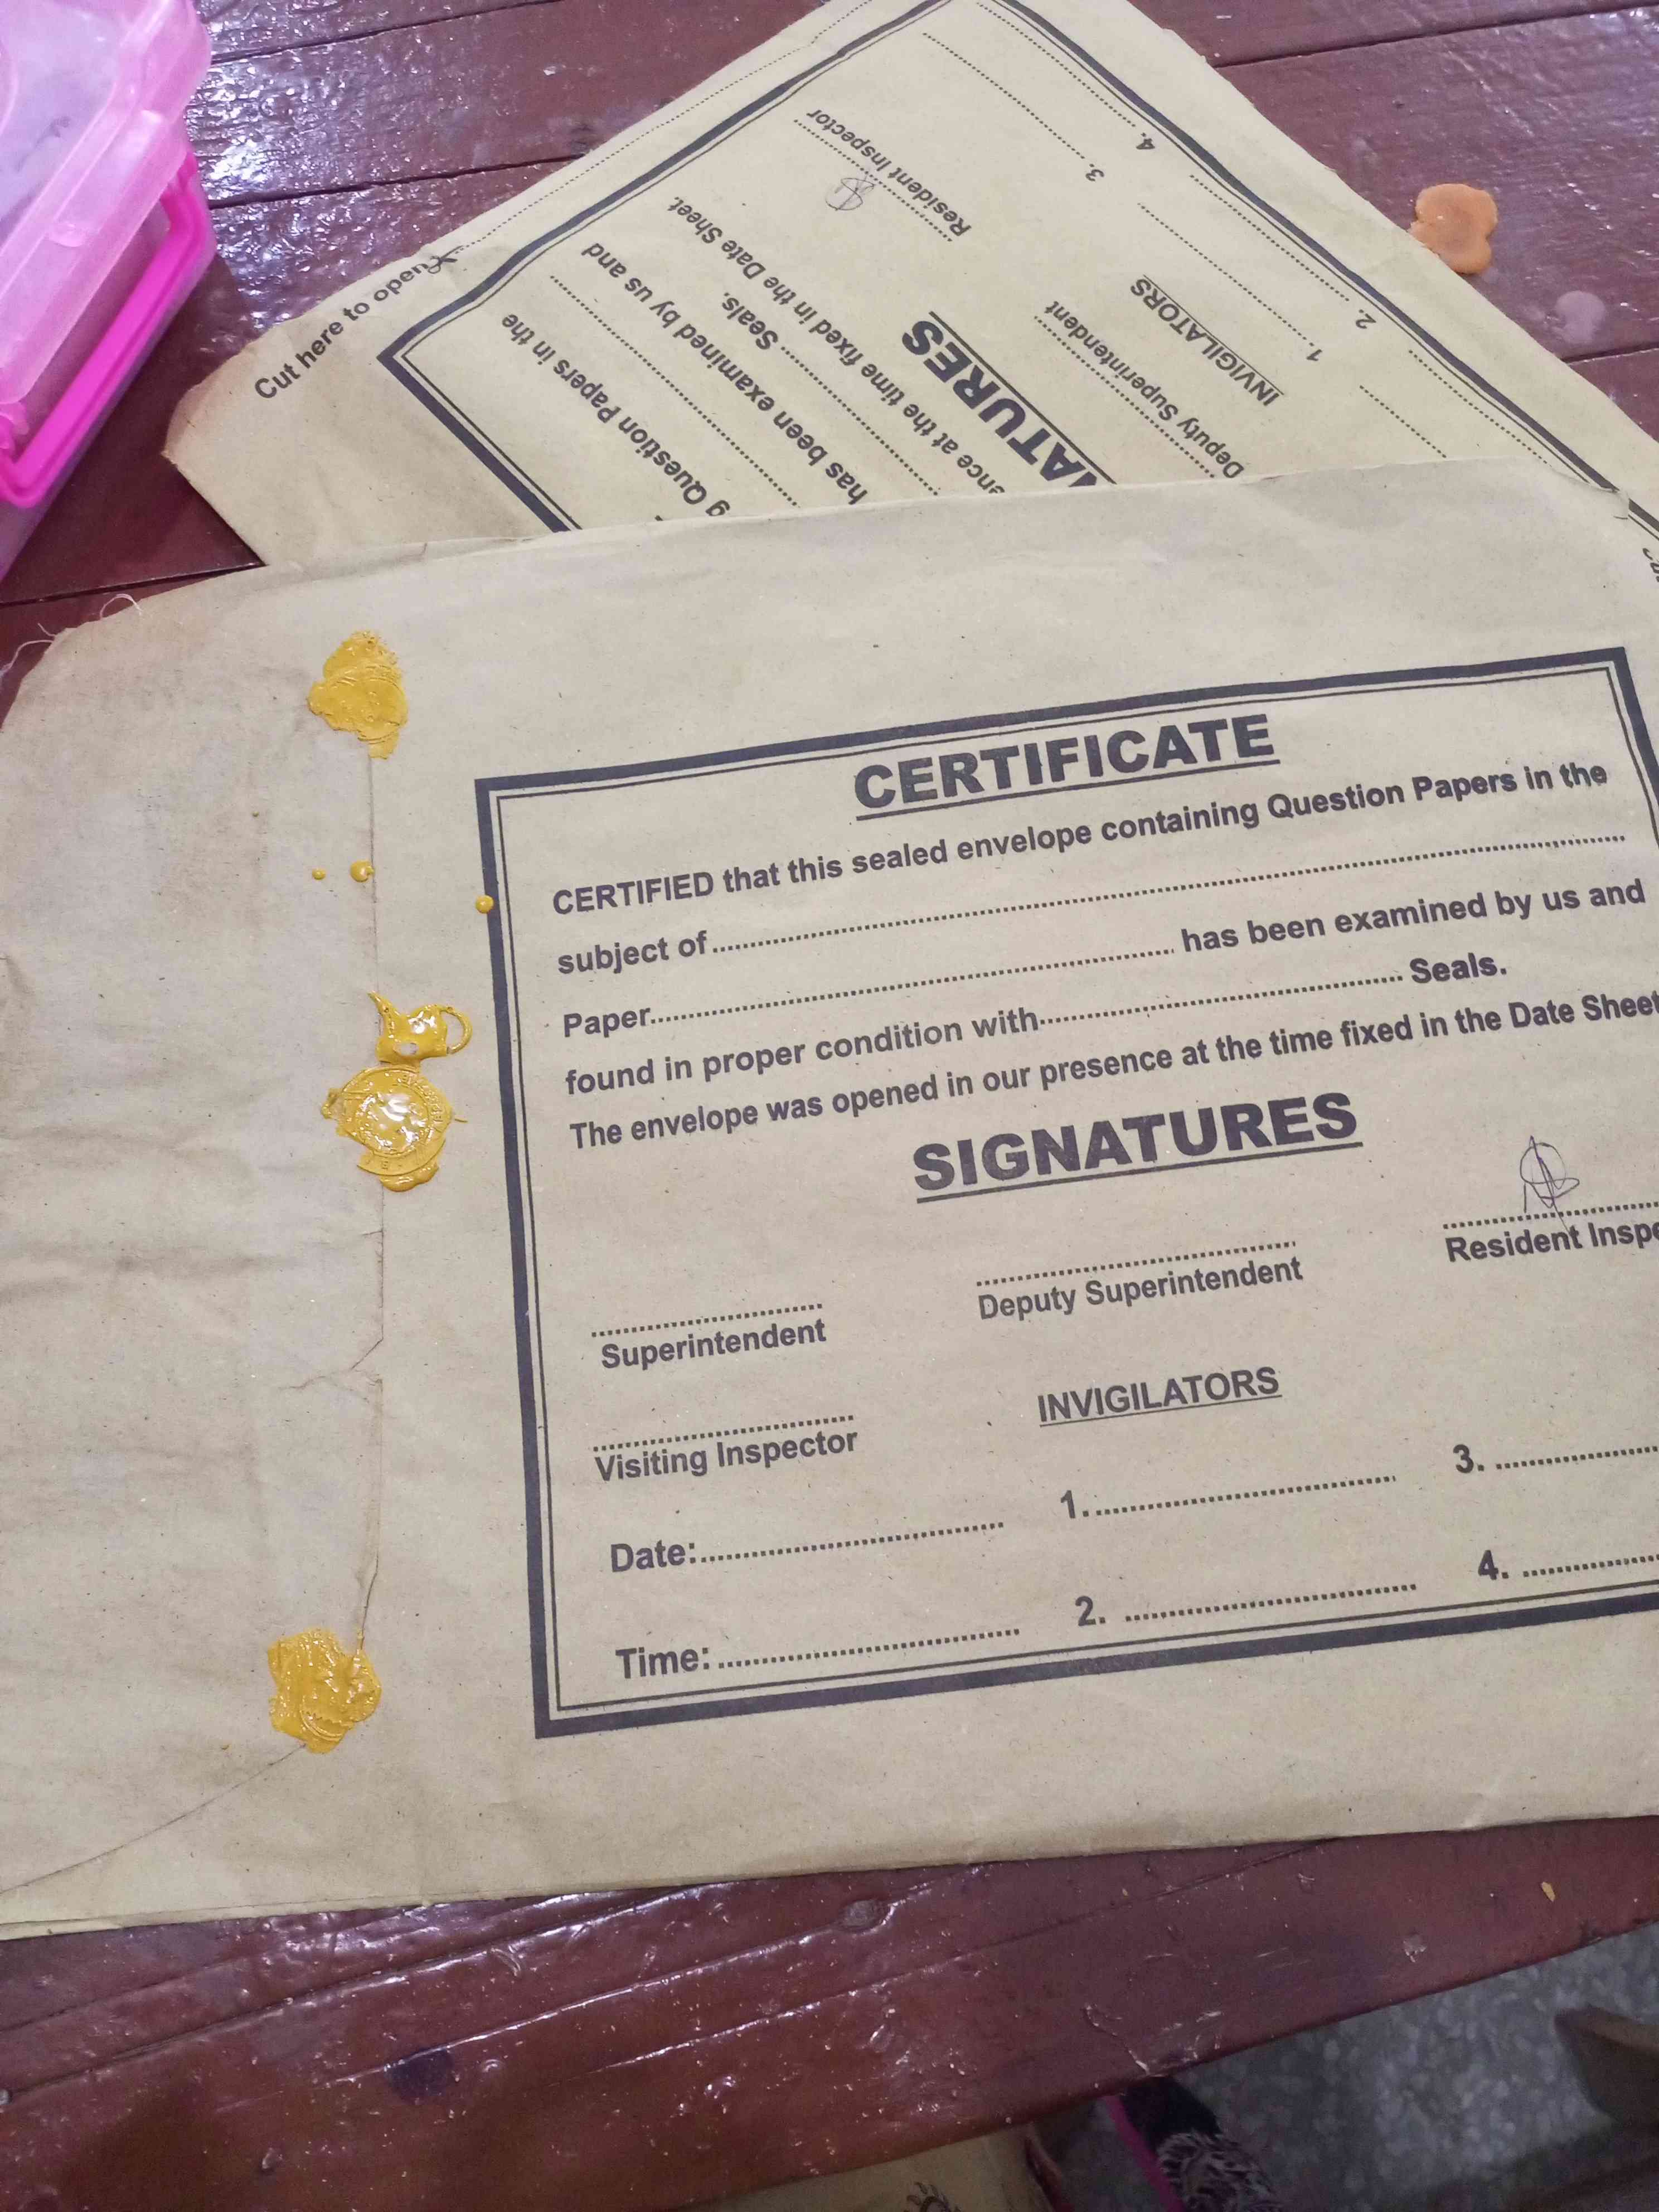 Cut here to open
g Question Papers in the
has been examined by us and
Seals.
ence at the time fixed in the Date Sheet
NATURES
Deputy Superintendent
Resident Inspector
INVIGILATORS
1.
3.
2.
4.
CERTIFICATE
CERTIFIED that this sealed envelope containing Question Papers in the
subject of
Paper has been examined by us and
found in proper condition with Seals.
The envelope was opened in our presence at the time fixed in the Date Sheet
SIGNATURES
Superintendent
Deputy Superintendent
Resident Inspe
Visiting Inspector
INVIGILATORS
Date:
1.
3.
Time:
2.
4.